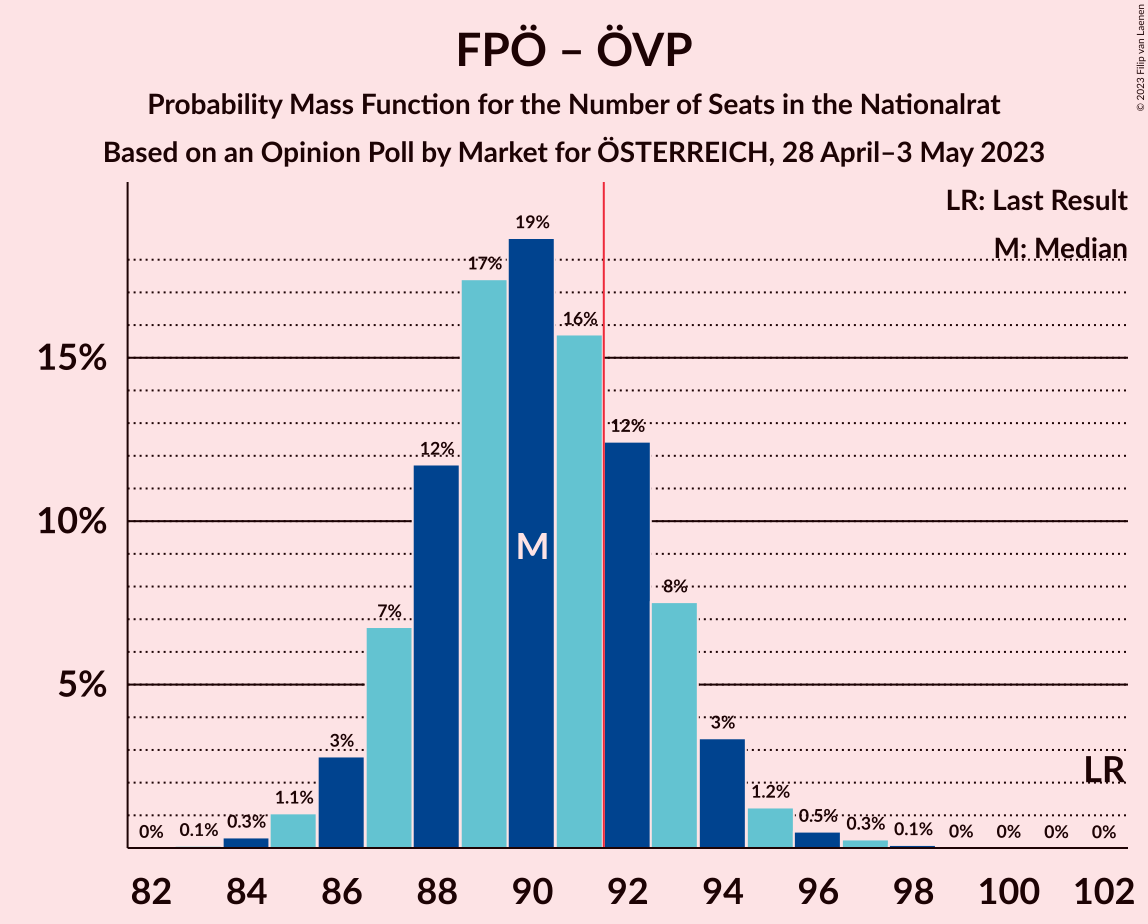 FPÖ – ÖVP
Probability Mass Function for the Number of Seats in the Nationalrat
Based on an Opinion Poll by Market for ÖSTERREICH, 28 April–3 May 2023
© 2023 Filip van Laenen
LR: Last Result
M: Median
15%
10%
5%
0%
0.1%
0.3%
1.1%
3%
7%
12%
17%
19%
16%
12%
8%
3%
1.2%
0.5%
0.3%
0.1%
0%
0%
0%
0%
M
LR
82 84 86 88 90 92 94 96 98 100 102